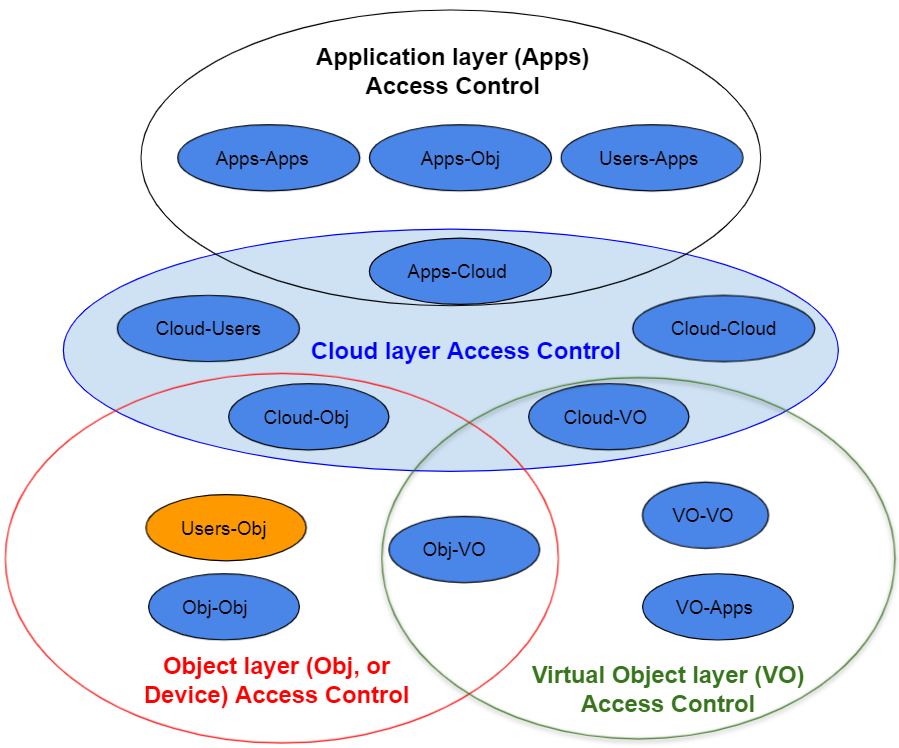 Application layer (Apps)
Access Control
Apps-Apps
Apps-Obj
Users-Apps
Apps-Cloud
Cloud-Users
Cloud-Cloud
Cloud layer Access Control
Cloud-Obj
Cloud-VO
Users-Obj
Obj-VO
VO-VO
Obj-Obj
VO-Apps
Object layer (Obj, or
Device) Access Control
Virtual Object layer (VO)
Access Control